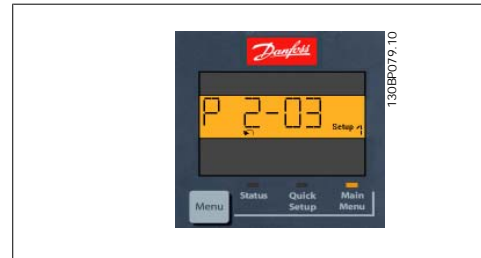 Danfoss
130BP079.10
P 2-03
Setup 1
Status Quick Setup Main Menu
Menu